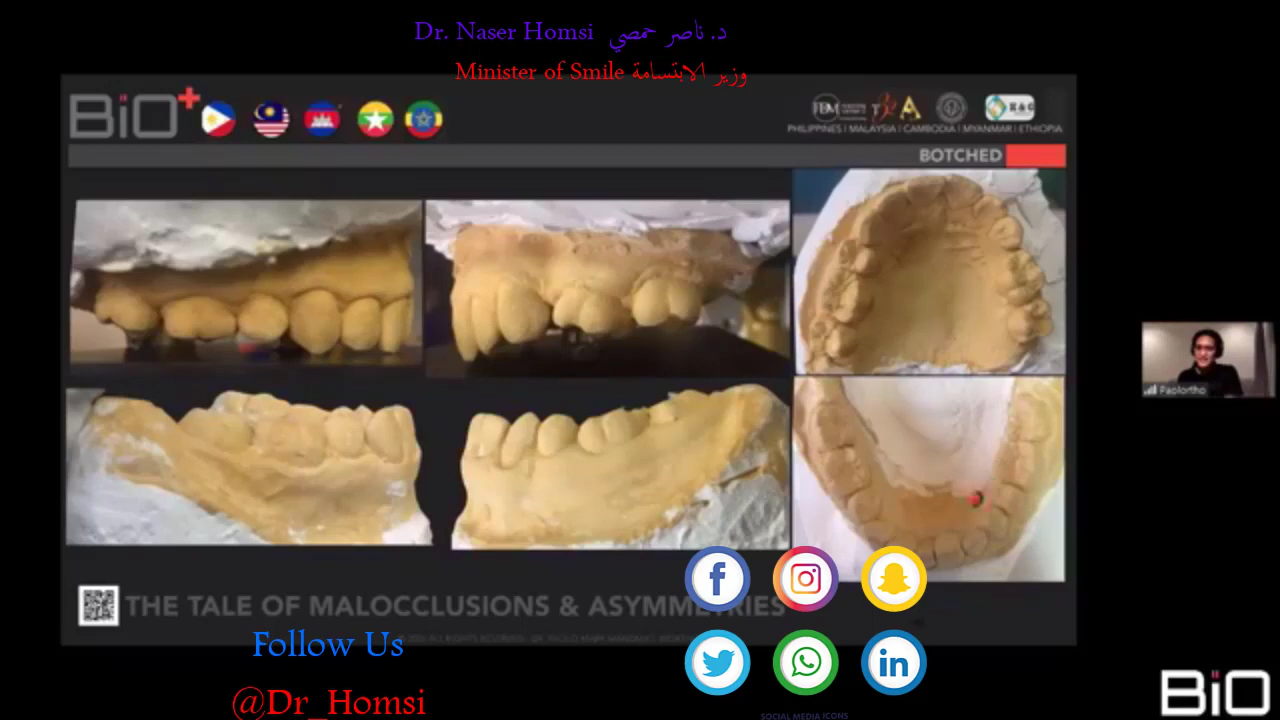 Dr. Naser Homsi د. ناصر حمصي
Minister of Smile وزير الابتسامة
BiO+
PHILIPPINES | MALAYSIA | CAMBODIA | MYANMAR | ETHIOPIA
BOTCHED
Paolortho
THE TALE OF MALOCCLUSIONS & ASYMMETRIES
Follow Us
@Dr_Homsi
SOCIAL MEDIA ICONS
BiO